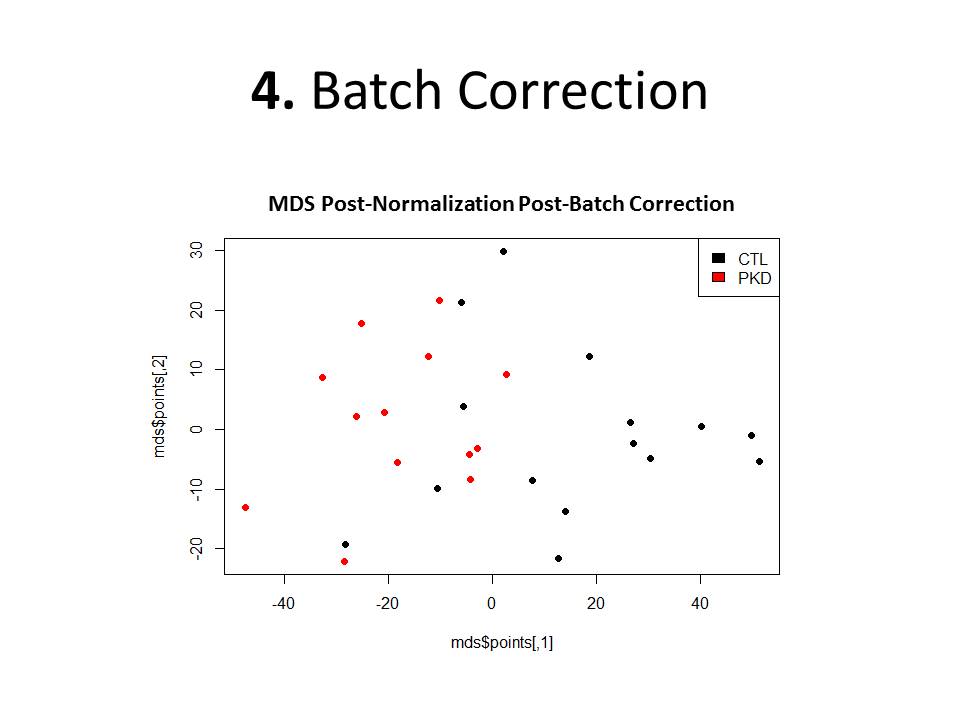 4. Batch Correction
MDS Post-Normalization Post-Batch Correction
CTL
PKD
mds$points[,2]
30
20
10
0
-10
-20
-40
-20
0
20
40
mds$points[,1]